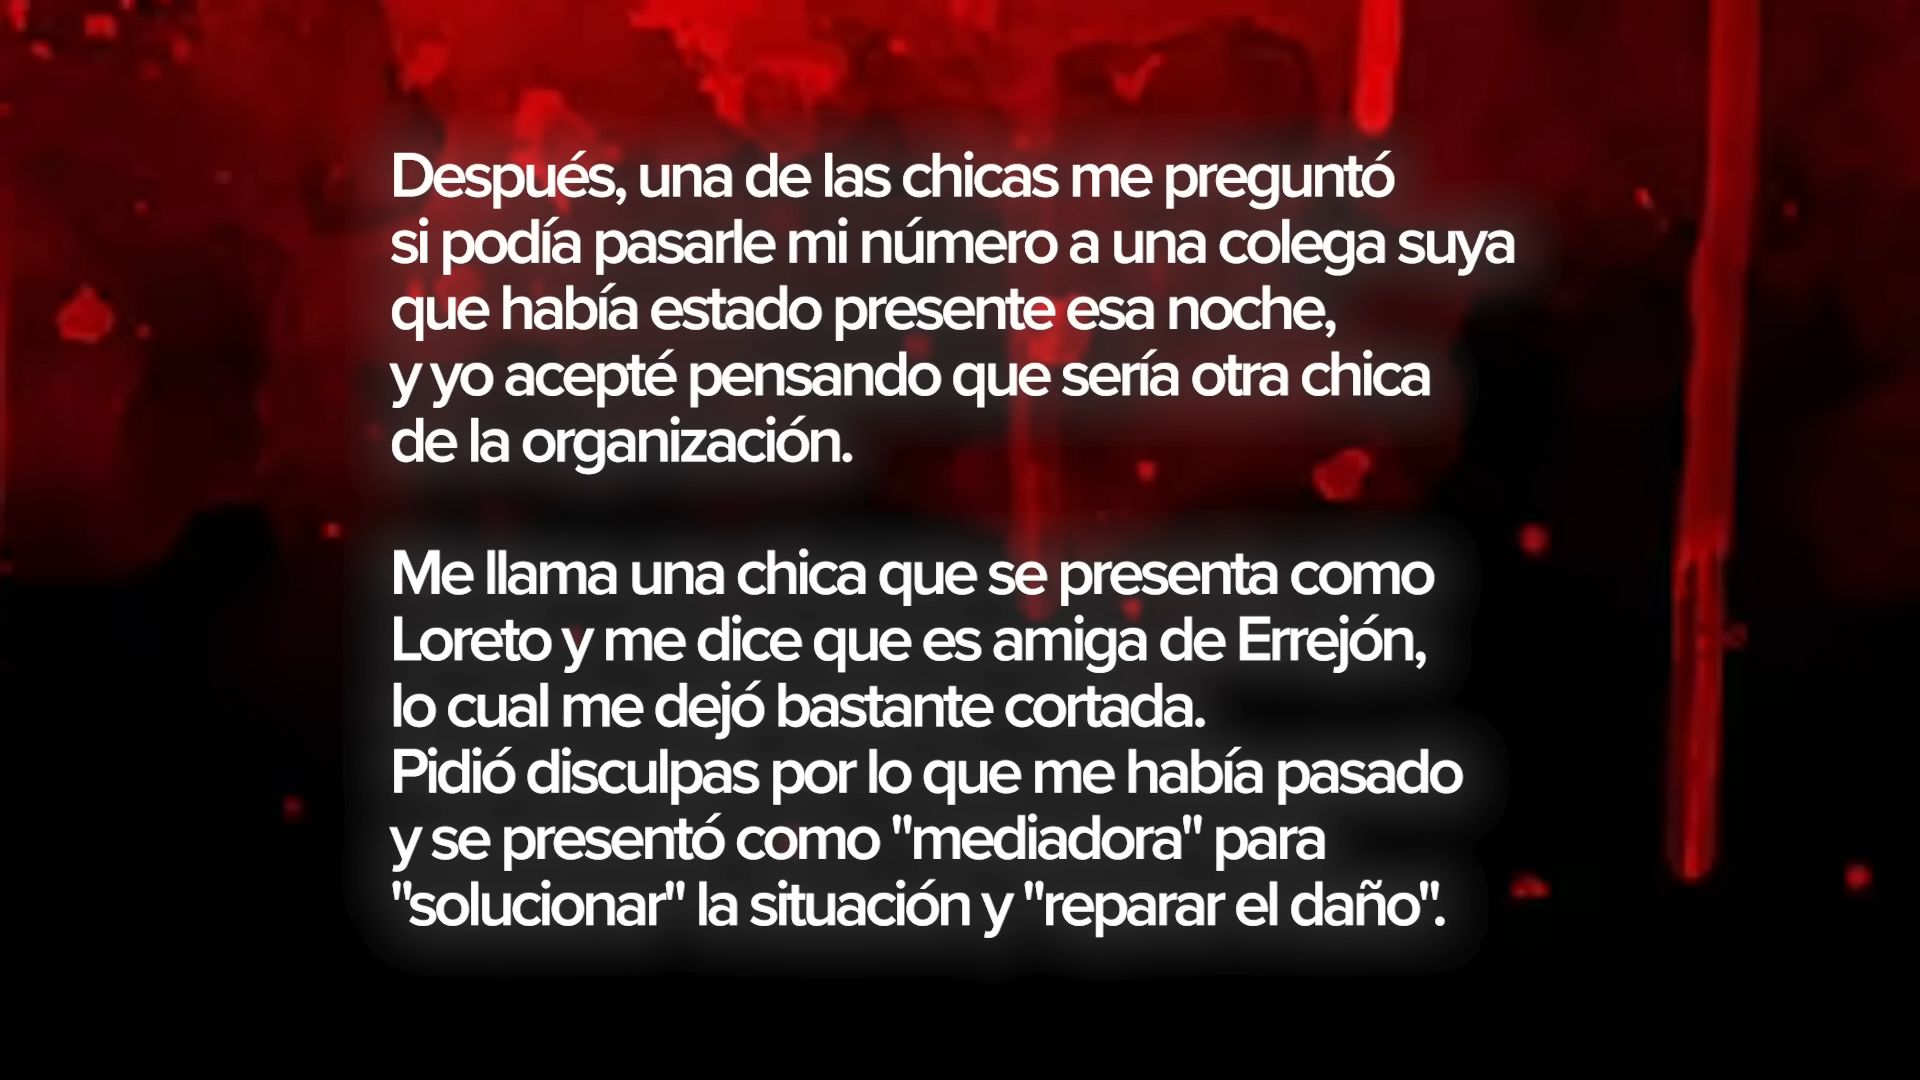 Después, una de las chicas me preguntó
si podía pasarle mi número a una colega suya
que había estado presente esa noche,
y yo acepté pensando que sería otra chica
de la organización.
Me llama una chica que se presenta como
Loreto y me dice que es amiga de Errejón,
lo cual me dejó bastante cortada.
Pidió disculpas por lo que me había pasado
y se presentó como "mediadora" para
"solucionar" la situación y "reparar el daño".